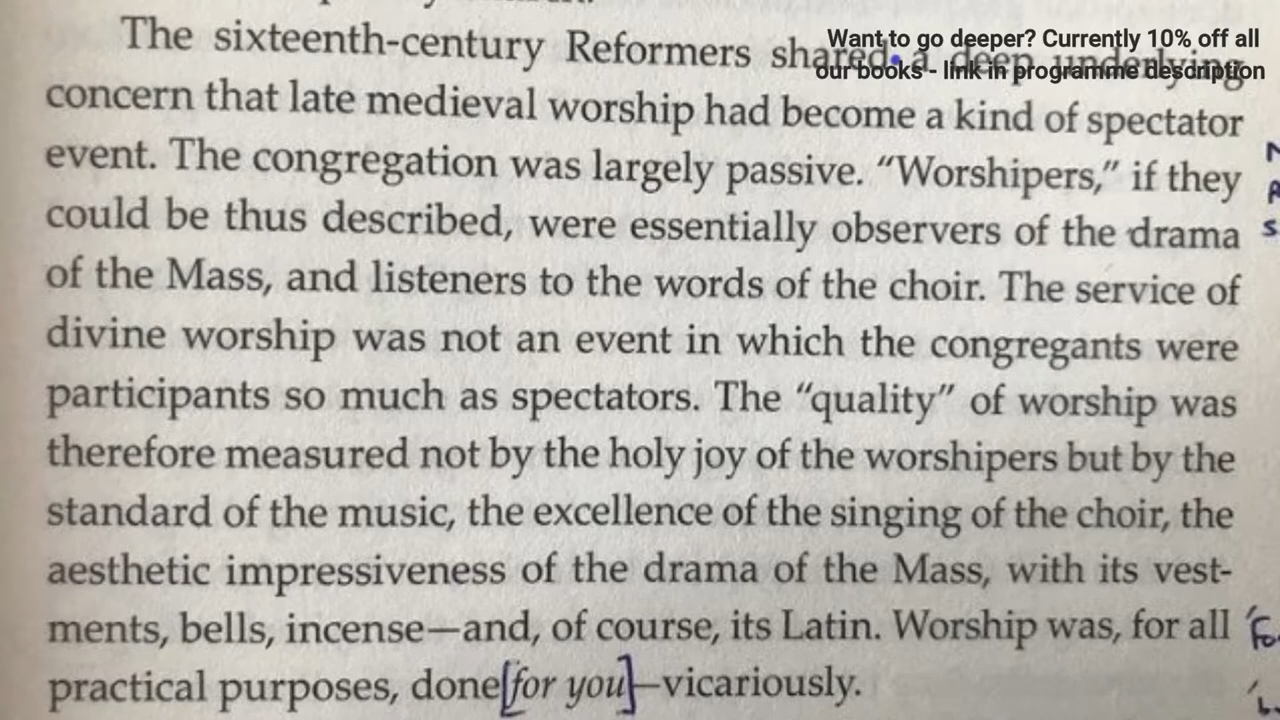 The sixteenth-century Reformers shared a deep underlying
Want to go deeper? Currently 10% off all
our books - link in programme description
concern that late medieval worship had become a kind of spectator
event. The congregation was largely passive. “Worshipers,” if they
could be thus described, were essentially observers of the drama
of the Mass, and listeners to the words of the choir. The service of
divine worship was not an event in which the congregants were
participants so much as spectators. The “quality” of worship was
therefore measured not by the holy joy of the worshipers but by the
standard of the music, the excellence of the singing of the choir, the
aesthetic impressiveness of the drama of the Mass, with its vest-
ments, bells, incense—and, of course, its Latin. Worship was, for all
practical purposes, done [for you]—vicariously.